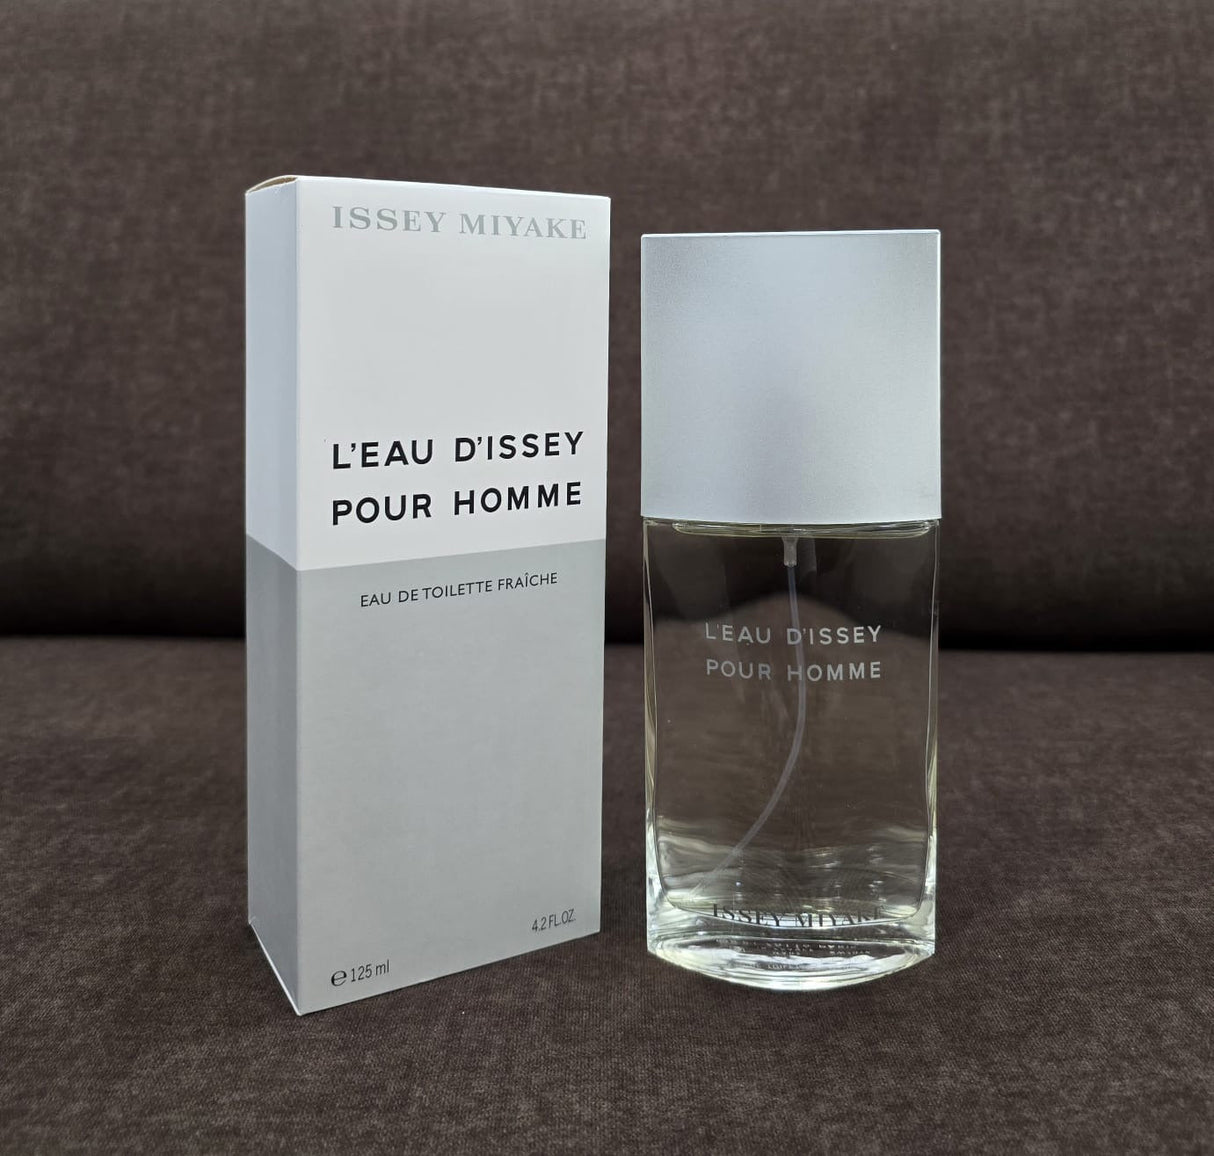 ISSEY MIYAKE
L'EAU D'ISSEY
POUR HOMME
EAU DE TOILETTE FRAÎCHE
4.2 FL.OZ.
℮ 125 ml
L'EAU D'ISSEY
POUR HOMME
ISSEY MIYAKE